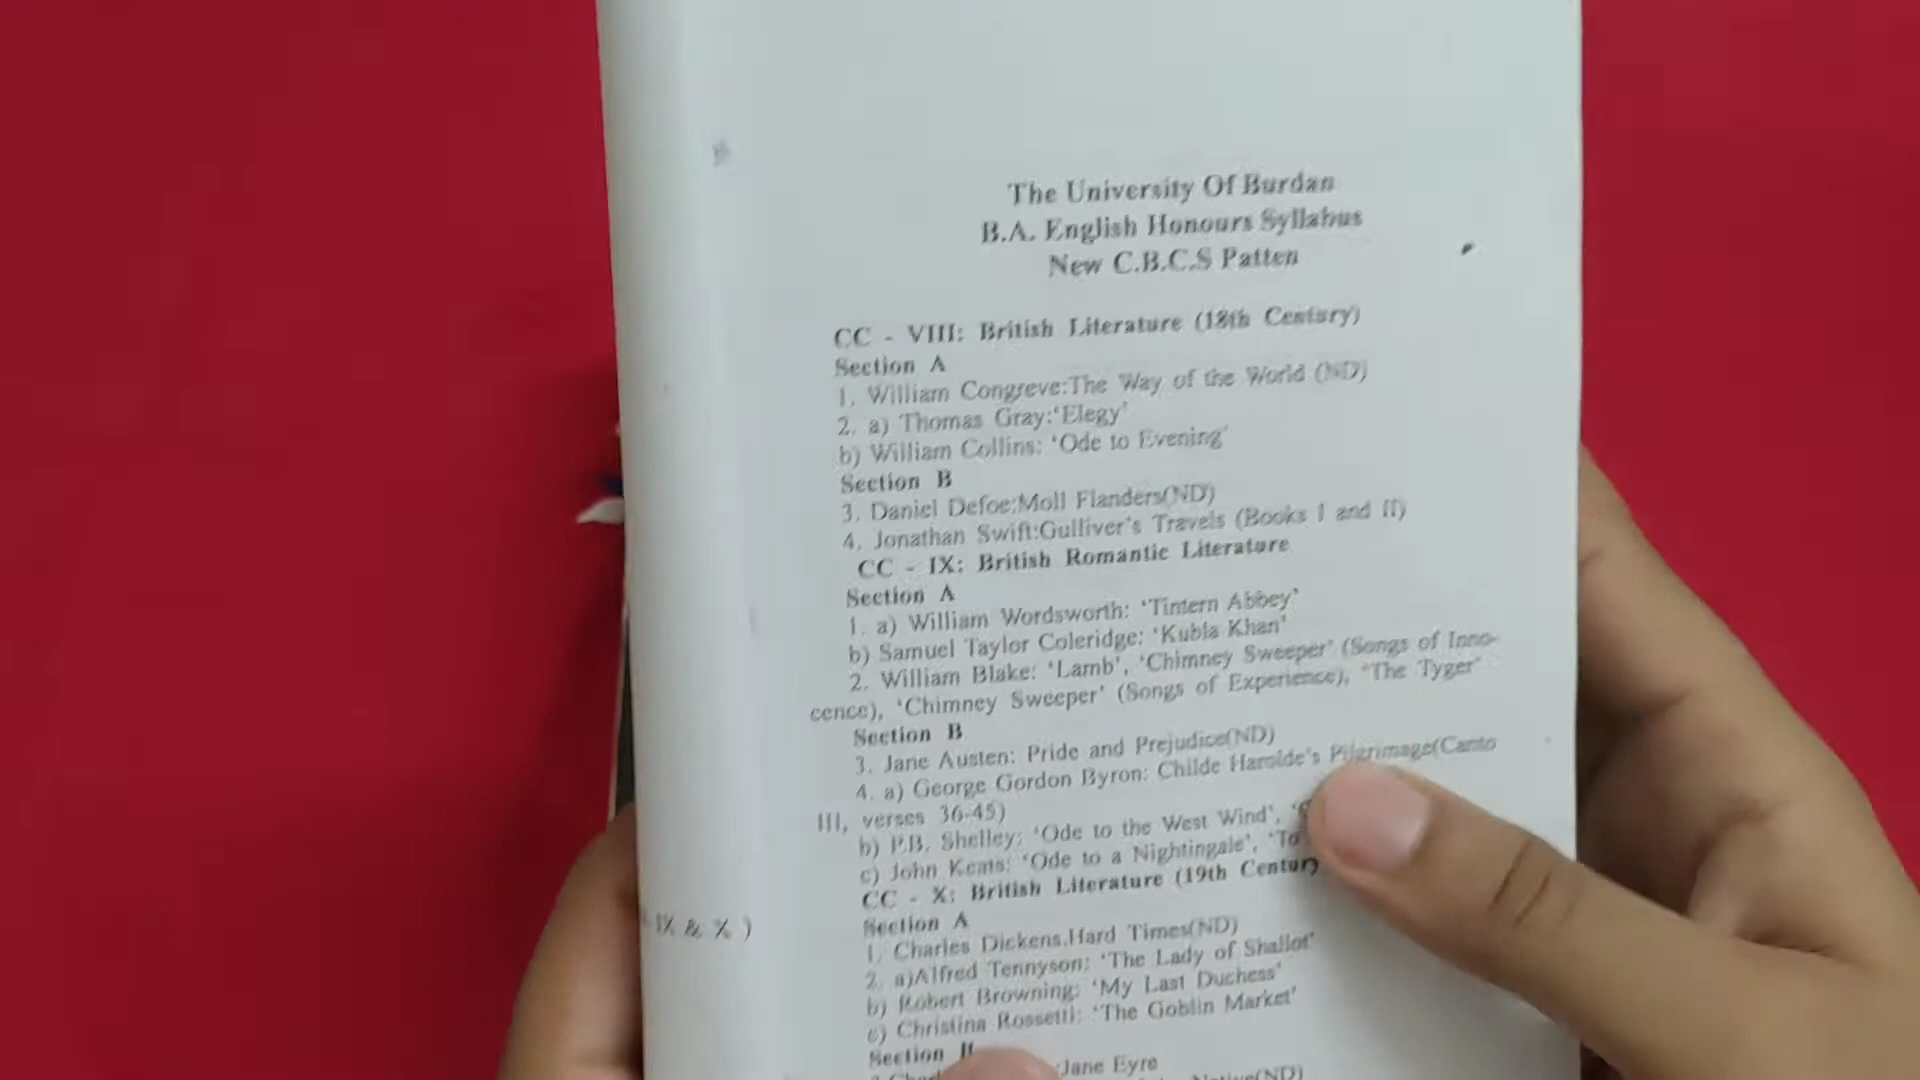 The University Of Burdan
B.A. English Honours Syllabus
New C.B.C.S Patten
CC - VIII: British Literature (18th Century)
Section A
1. William Congreve:The Way of the World (ND)
2. a) Thomas Gray:‘Elegy’
b) William Collins: ‘Ode to Evening’
Section B
3. Daniel Defoe:Moll Flanders(ND)
4. Jonathan Swift:Gulliver's Travels (Books I and II)
CC - IX: British Romantic Literature
Section A
1. a) William Wordsworth: ‘Tintern Abbey’
b) Samuel Taylor Coleridge: ‘Kubla Khan’
2. William Blake: ‘Lamb’, ‘Chimney Sweeper’ (Songs of Inno-
cence), ‘Chimney Sweeper’ (Songs of Experience), ‘The Tyger’
Section B
3. Jane Austen: Pride and Prejudice(ND)
4. a) George Gordon Byron: Childe Harolde's Pilgrimage(Canto
III, verses 36-45)
b) P.B. Shelley: ‘Ode to the West Wind’,
c) John Keats: ‘Ode to a Nightingale’, ‘To
CC - X: British Literature (19th Century
IX & X )
Section A
1. Charles Dickens.Hard Times(ND)
2. a)Alfred Tennyson: ‘The Lady of Shallot’
b) Robert Browning: ‘My Last Duchess’
c) Christina Rossetti: ‘The Goblin Market’
Section
:Jane Eyre
(ND)